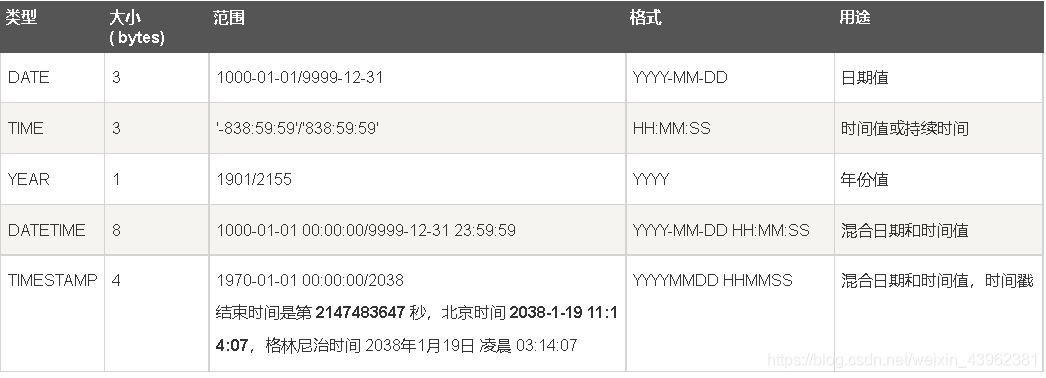 类型 大小 范围 格式 用途
( bytes)
DATE 3 1000-01-01/9999-12-31 YYYY-MM-DD 日期值
TIME 3 '-838:59:59'/'838:59:59' HH:MM:SS 时间值或持续时间
YEAR 1 1901/2155 YYYY 年份值
DATETIME 8 1000-01-01 00:00:00/9999-12-31 23:59:59 YYYY-MM-DD HH:MM:SS 混合日期和时间值
TIMESTAMP 4 1970-01-01 00:00:00/2038 YYYYMMDD HHMMSS 混合日期和时间值，时间戳
结束时间是第 2147483647 秒，北京时间 2038-1-19 11:1
4:07，格林尼治时间 2038年1月19日 凌晨 03:14:07
https://blog.csdn.net/weixin_43962381